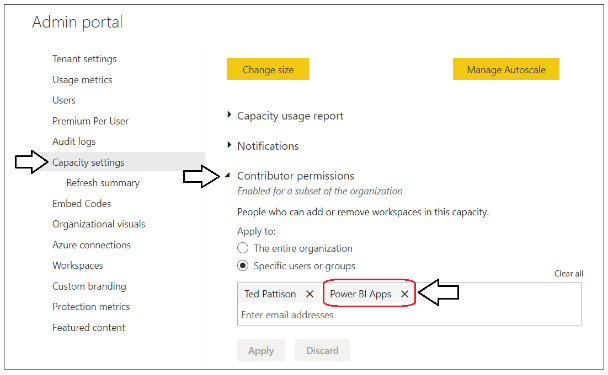 Admin portal
Tenant settings
Usage metrics
Users
Premium Per User
Audit logs
Capacity settings
Refresh summary
Embed Codes
Organizational visuals
Azure connections
Workspaces
Custom branding
Protection metrics
Featured content
Change size
Manage Autoscale
Capacity usage report
Notifications
Contributor permissions
Enabled for a subset of the organization
People who can add or remove workspaces in this capacity.
Apply to:
The entire organization
Specific users or groups
Clear all
Ted Pattison × Power BI Apps ×
Enter email addresses
Apply Discard